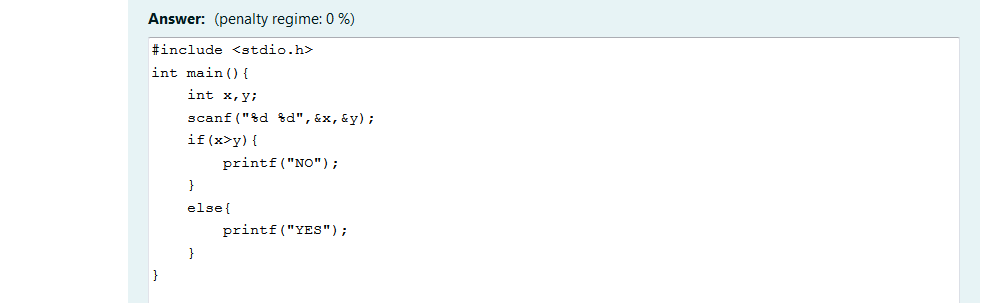 Answer: (penalty regime: 0 %)
#include <stdio.h>
int main(){
    int x,y;
    scanf("%d %d",&x,&y);
    if(x>y){
        printf("NO");
    }
    else{
        printf("YES");
    }
}